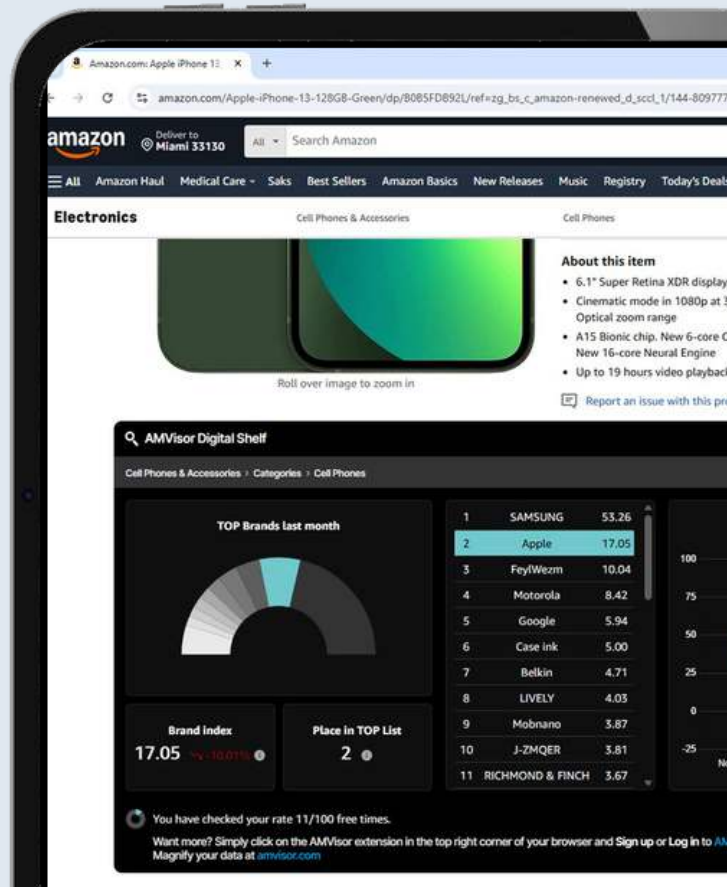 Amazon.com: Apple iPhone 13
amazon.com/Apple-iPhone-13-128GB-Green/dp/B0B5FDB92L/ref=zg_bs_c_amazon-renewed_d_sccl_1/144-809777
amazon
Deliver to
Miami 33130
All
Search Amazon
All Amazon Haul Medical Care Saks Best Sellers Amazon Basics New Releases Music Registry Today's Deals
Electronics Cell Phones & Accessories Cell Phones
About this item
• 6.1" Super Retina XDR display
• Cinematic mode in 1080p at 3
Optical zoom range
• A15 Bionic chip. New 6-core C
New 16-core Neural Engine
• Up to 19 hours video playback
Roll over image to zoom in
Report an issue with this pro
AMVisor Digital Shelf
Cell Phones & Accessories › Categories › Cell Phones
TOP Brands last month
1 SAMSUNG 53.26
2 Apple 17.05
3 FeylWezm 10.04
4 Motorola 8.42
5 Google 5.94
6 Case ink 5.00
7 Belkin 4.71
8 LIVELY 4.03
9 Mobnano 3.87
10 J-ZMQER 3.81
11 RICHMOND & FINCH 3.67
100
75
50
25
0
-25
No
Brand index
17.05 -10.01%
Place in TOP List
2
You have checked your rate 11/100 free times.
Want more? Simply click on the AMVisor extension in the top right corner of your browser and Sign up or Log in to AM
Magnify your data at amvisor.com